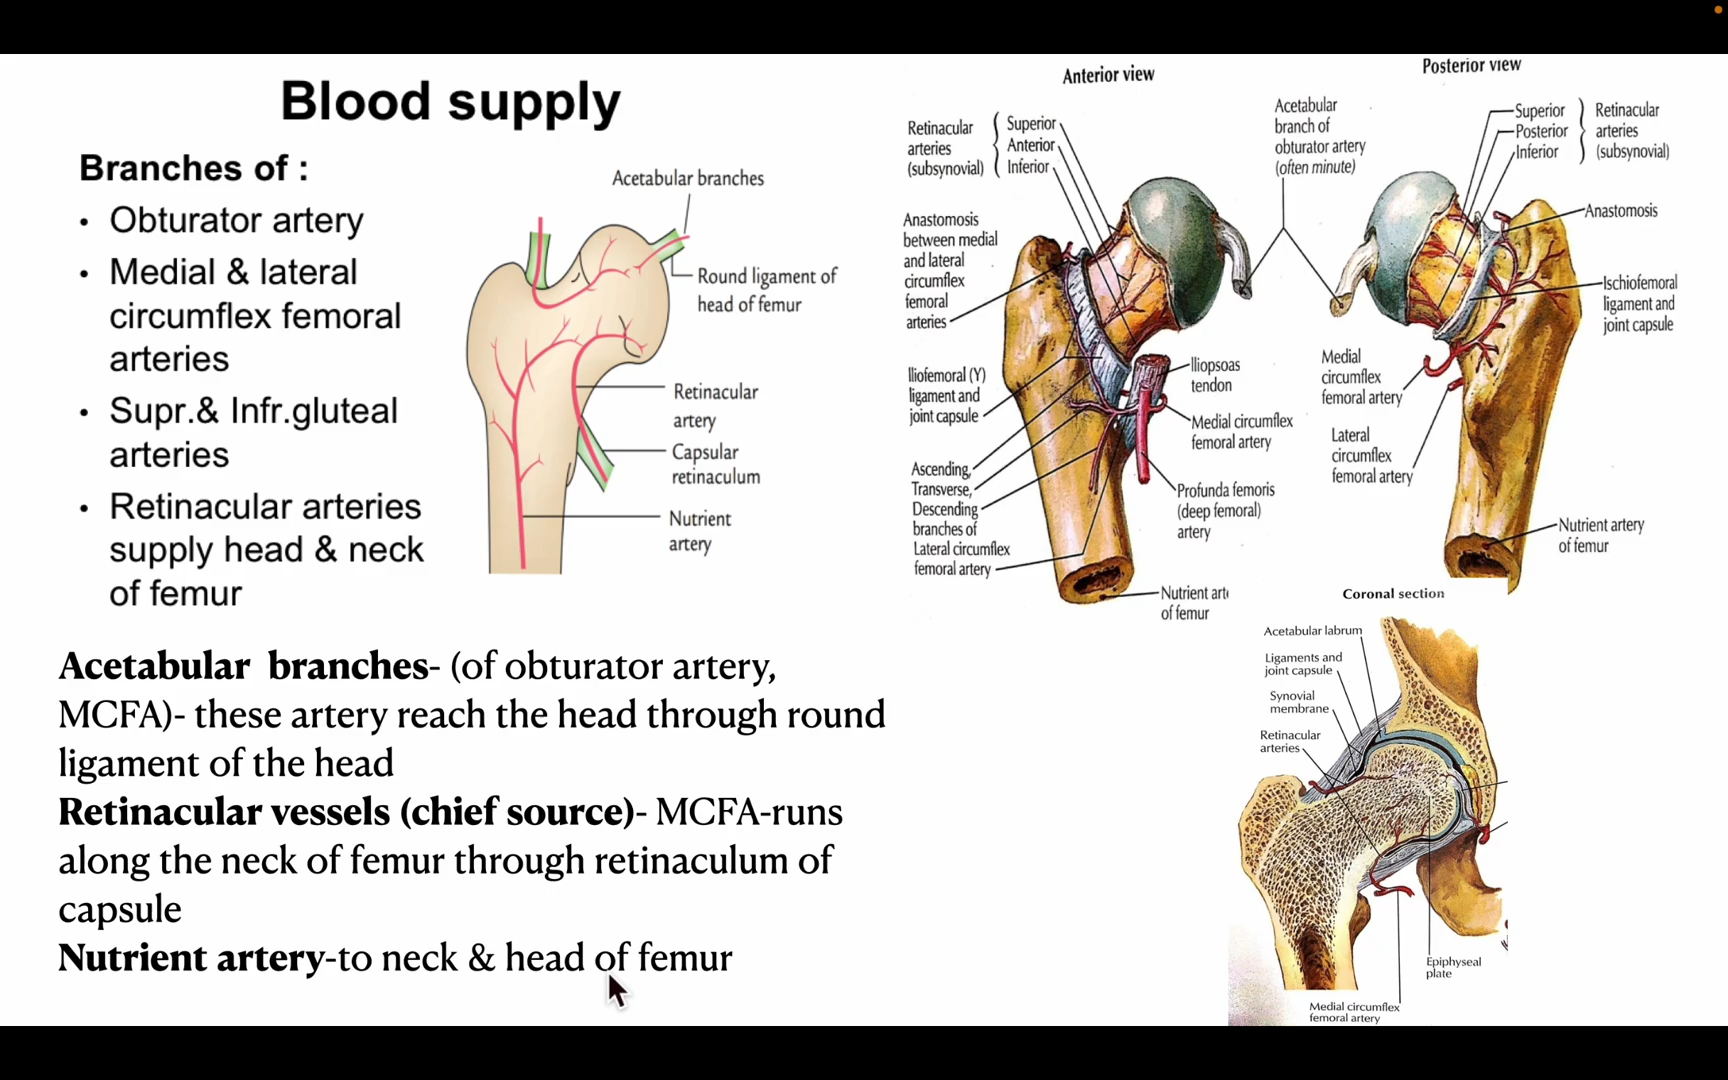 Blood supply
Branches of :
• Obturator artery
• Medial & lateral
circumflex femoral
arteries
• Supr.& Infr.gluteal
arteries
• Retinacular arteries
supply head & neck
of femur
Acetabular branches
Round ligament of
head of femur
Retinacular
artery
Capsular
retinaculum
Nutrient
artery
Acetabular branches- (of obturator artery,
MCFA)- these artery reach the head through round
ligament of the head
Retinacular vessels (chief source)- MCFA-runs
along the neck of femur through retinaculum of
capsule
Nutrient artery-to neck & head of femur
Anterior view
Retinacular
arteries
(subsynovial)
Superior
Anterior
Inferior
Anastomosis
between medial
and lateral
circumflex
femoral
arteries
Iliofemoral (Y)
ligament and
joint capsule
Ascending,
Transverse,
Descending
branches of
Lateral circumflex
femoral artery
Acetabular
branch of
obturator artery
(often minute)
Iliopsoas
tendon
Medial circumflex
femoral artery
Profunda femoris
(deep femoral)
artery
Nutrient art
of femur
Posterior view
Superior
Posterior
Inferior
Retinacular
arteries
(subsynovial)
Anastomosis
Ischiofemoral
ligament and
joint capsule
Medial
circumflex
femoral artery
Lateral
circumflex
femoral artery
Nutrient artery
of femur
Coronal section
Acetabular labrum
Ligaments and
joint capsule
Synovial
membrane
Retinacular
arteries
Epiphyseal
plate
Medial circumflex
femoral artery